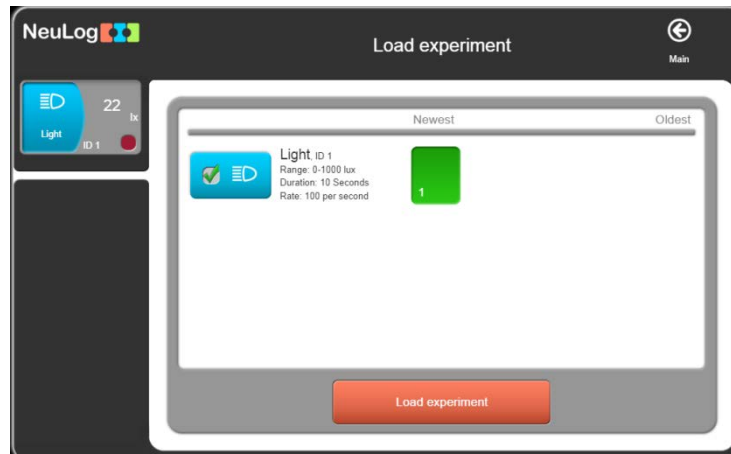 NeuLog
Load experiment
Main
22 lx
Light
ID 1
Newest
Oldest
Light, ID 1
Range: 0-1000 lux
Duration: 10 Seconds
Rate: 100 per second
1
Load experiment